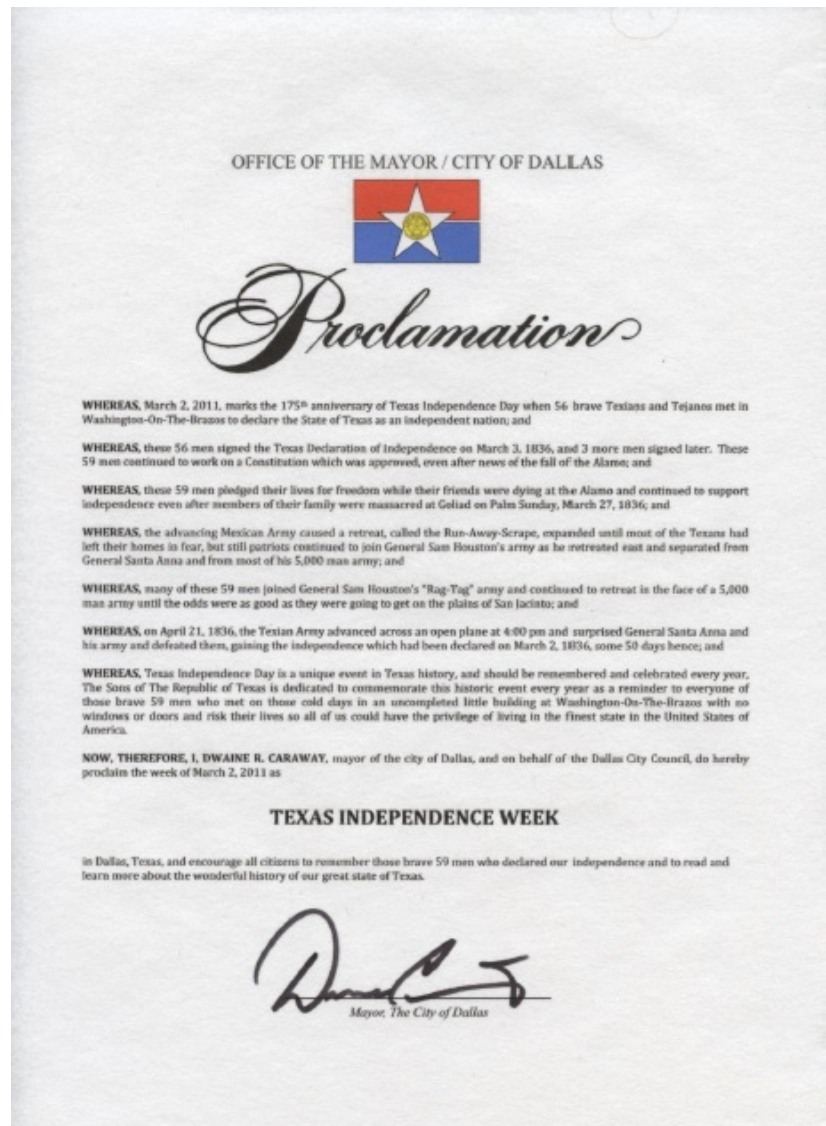 OFFICE OF THE MAYOR / CITY OF DALLAS
Proclamation
WHEREAS, March 2, 2011, marks the 175th anniversary of Texas Independence Day when 56 brave Texians and Tejanos met in
Washington-On-The-Brazos to declare the State of Texas as an independent nation; and
WHEREAS, these 56 men signed the Texas Declaration of Independence on March 3, 1836, and 3 more men signed later. These
59 men continued to work on a Constitution which was approved, even after news of the fall of the Alamo; and
WHEREAS, these 59 men pledged their lives for freedom while their friends were dying at the Alamo and continued to support
independence even after members of their family were massacred at Goliad on Palm Sunday, March 27, 1836; and
WHEREAS, the advancing Mexican Army caused a retreat, called the Run-Away-Scrape, expanded until most of the Texans had
left their homes in fear, but still patriots continued to join General Sam Houston's army as he retreated east and separated from
General Santa Anna and from most of his 5,000 man army; and
WHEREAS, many of these 59 men joined General Sam Houston's "Rag-Tag" army and continued to retreat in the face of a 5,000
man army until the odds were as good as they were going to get on the plains of San Jacinto; and
WHEREAS, on April 21, 1836, the Texian Army advanced across an open plane at 4:00 pm and surprised General Santa Anna and
his army and defeated them, gaining the independence which had been declared on March 2, 1836, some 50 days hence; and
WHEREAS, Texas Independence Day is a unique event in Texas history, and should be remembered and celebrated every year.
The Sons of The Republic of Texas is dedicated to commemorate this historic event every year as a reminder to everyone of
those brave 59 men who met on those cold days in an uncompleted little building at Washington-On-The-Brazos with no
windows or doors and risk their lives so all of us could have the privilege of living in the finest state in the United States of
America.
NOW, THEREFORE, I, DWAINE R. CARAWAY, mayor of the city of Dallas, and on behalf of the Dallas City Council, do hereby
proclaim the week of March 2, 2011 as
TEXAS INDEPENDENCE WEEK
in Dallas, Texas, and encourage all citizens to remember those brave 59 men who declared our independence and to read and
learn more about the wonderful history of our great state of Texas.
Mayor, The City of Dallas